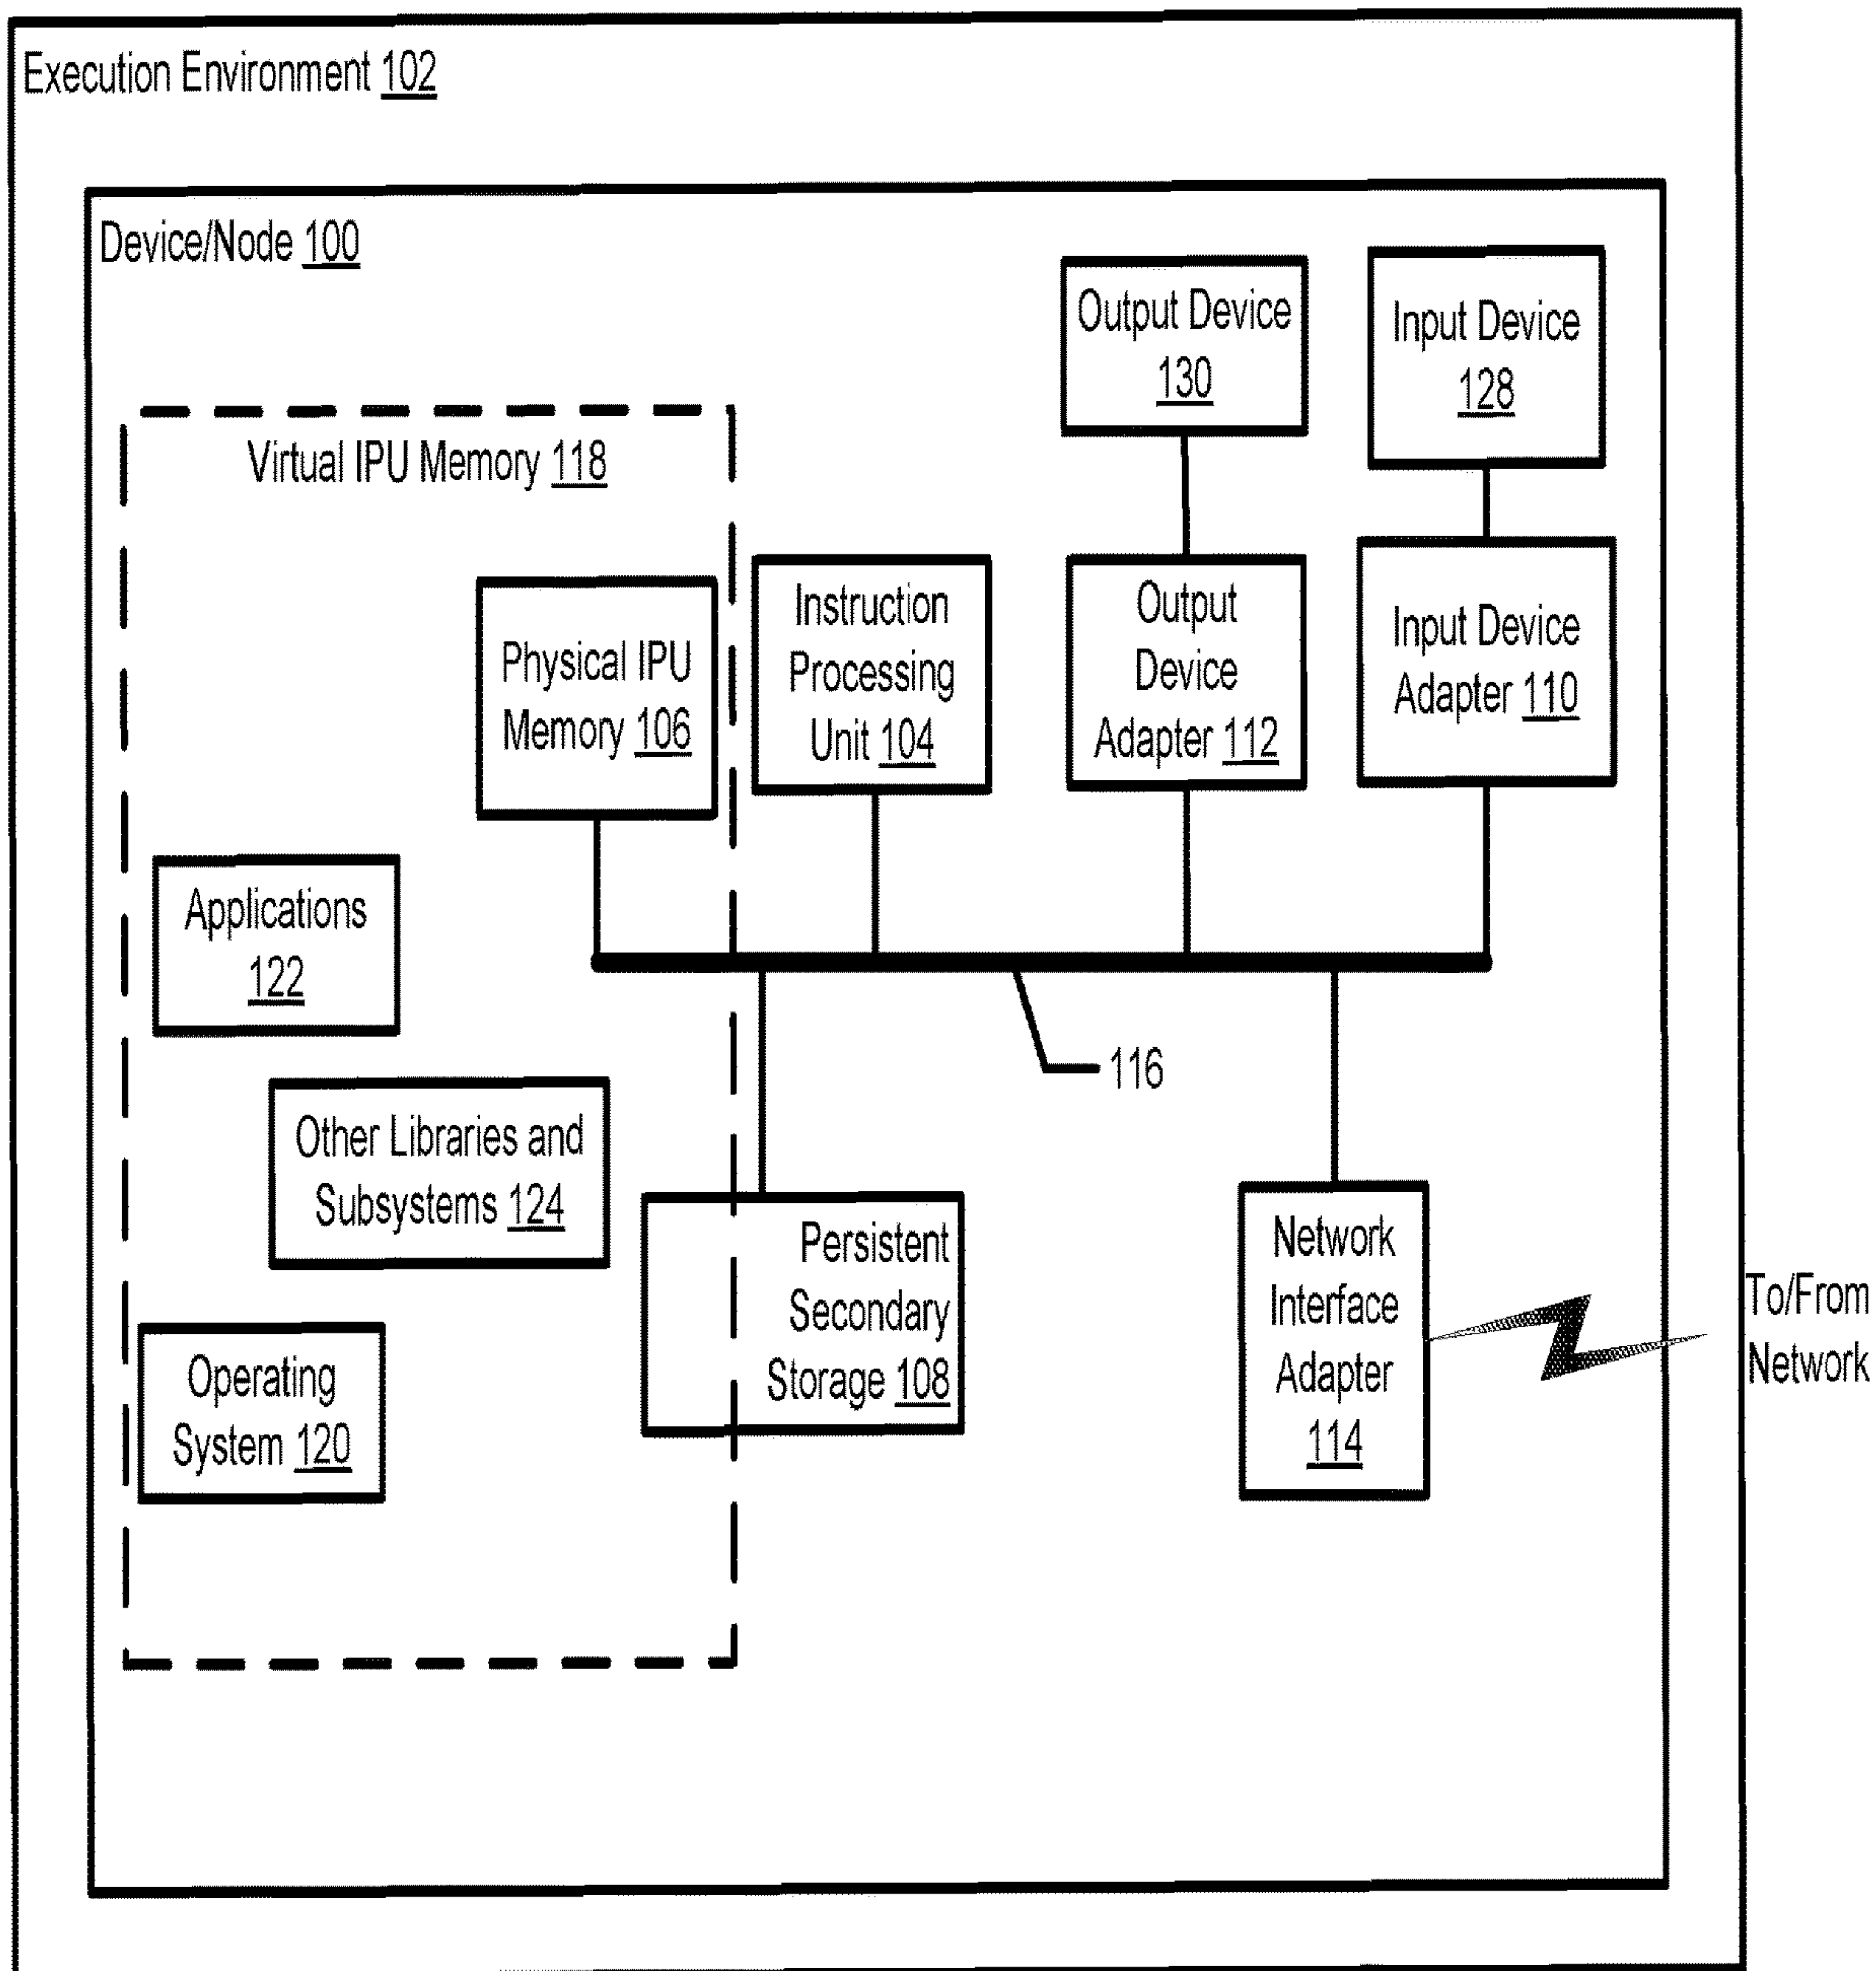 Execution Environment 102
Device/Node 100
Output Device
130
Input Device
128
Virtual IPU Memory 118
Physical IPU
Memory 106
Instruction
Processing
Unit 104
Output
Device
Adapter 112
Input Device
Adapter 110
Applications
122
116
Other Libraries and
Subsystems 124
Persistent
Secondary
Storage 108
Network
Interface
Adapter
114
To/From
Network
Operating
System 120